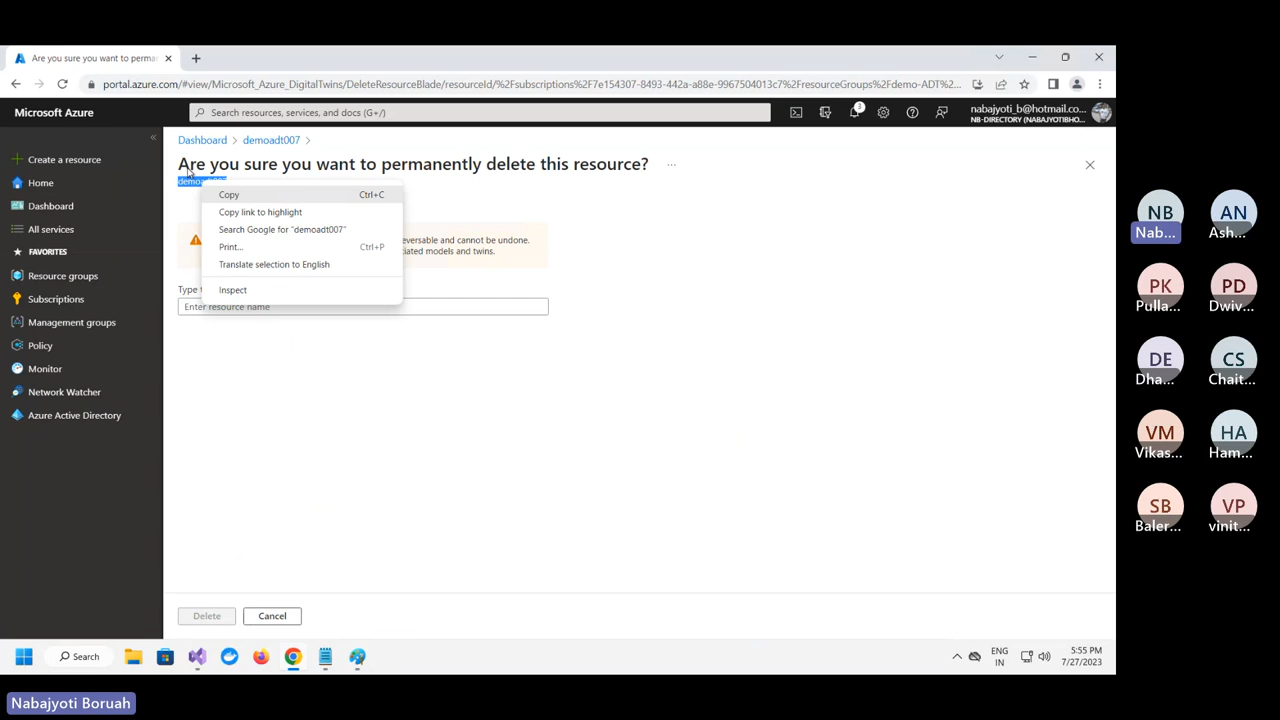 Are you sure you want to perma
portal.azure.com/#view/Microsoft_Azure_DigitalTwins/DeleteResourceBlade/resourceId/%2Fsubscriptions%2F7e154307-8493-442a-a88e-9967504013c7%2FresourceGroups%2Fdemo-ADT%2...
Microsoft Azure
Search resources, services, and docs (G+/)
3
nabajyoti_b@hotmail.co...
NB-DIRECTORY (NABAJYOTIBHO...
Dashboard > demoadt007 >
Are you sure you want to permanently delete this resource? ...
Create a resource
Home
Dashboard
All services
FAVORITES
Resource groups
Subscriptions
Management groups
Policy
Monitor
Network Watcher
Azure Active Directory
Copy Ctrl+C
Copy link to highlight
Search Google for "demoadt007"
Print... Ctrl+P
Translate selection to English
Inspect
eversable and cannot be undone.
iated models and twins.
Type
Enter resource name
Delete
Cancel
NB
Nab...
AN
Ash...
PK
Pulla...
PD
Dwiv...
DE
Dha...
CS
Chait...
VM
Vikas...
HA
Ham...
SB
Baler...
VP
vinit...
Search
ENG
IN
5:55 PM
7/27/2023
Nabajyoti Boruah